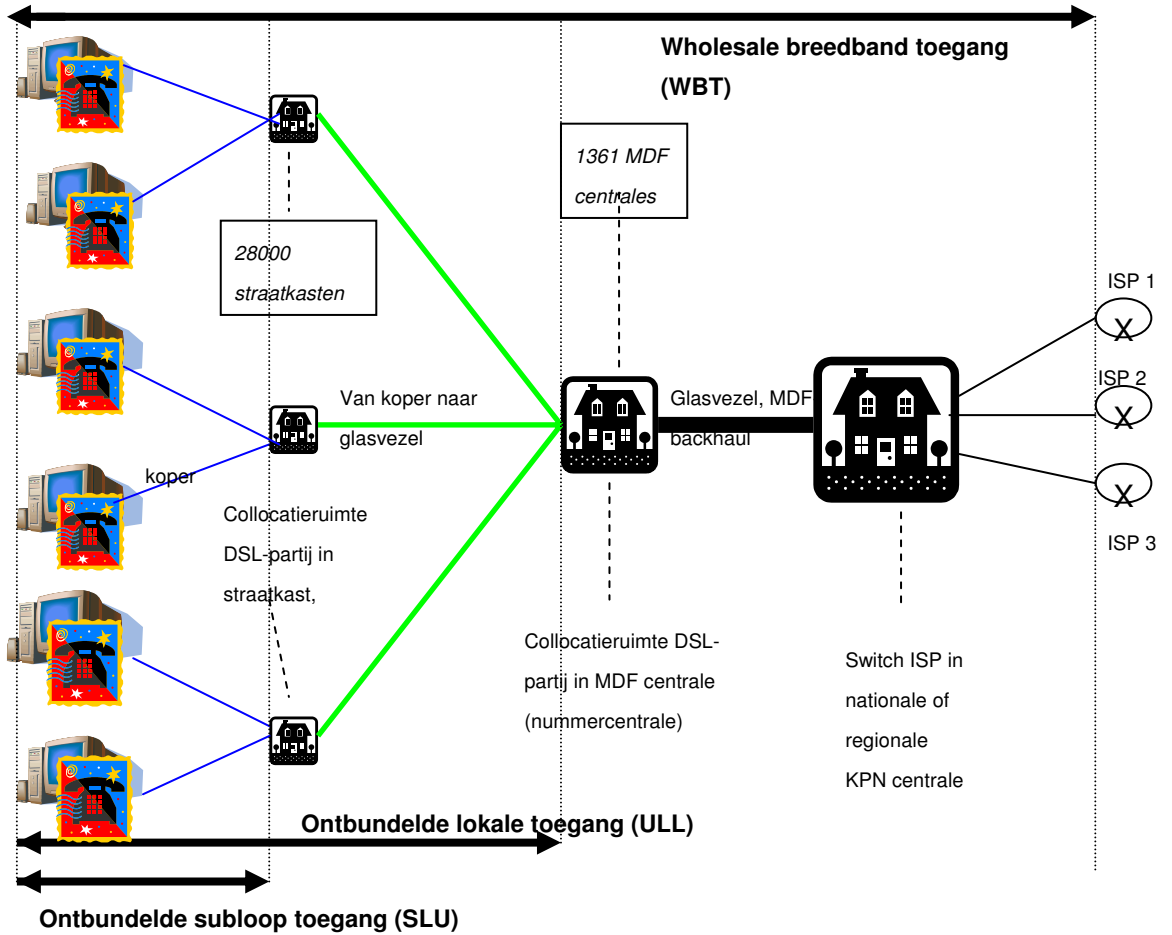 Wholesale breedband toegang
(WBT)
1361 MDF
centrales
28000
straatkasten
ISP 1
X
ISP 2
X
X
ISP 3
Van koper naar
glasvezel
Glasvezel, MDF
backhaul
koper
Collocatieruimte
DSL-partij in
straatkast,
Collocatieruimte DSL-
partij in MDF centrale
(nummercentrale)
Switch ISP in
nationale of
regionale
KPN centrale
Ontbundelde lokale toegang (ULL)
Ontbundelde subloop toegang (SLU)